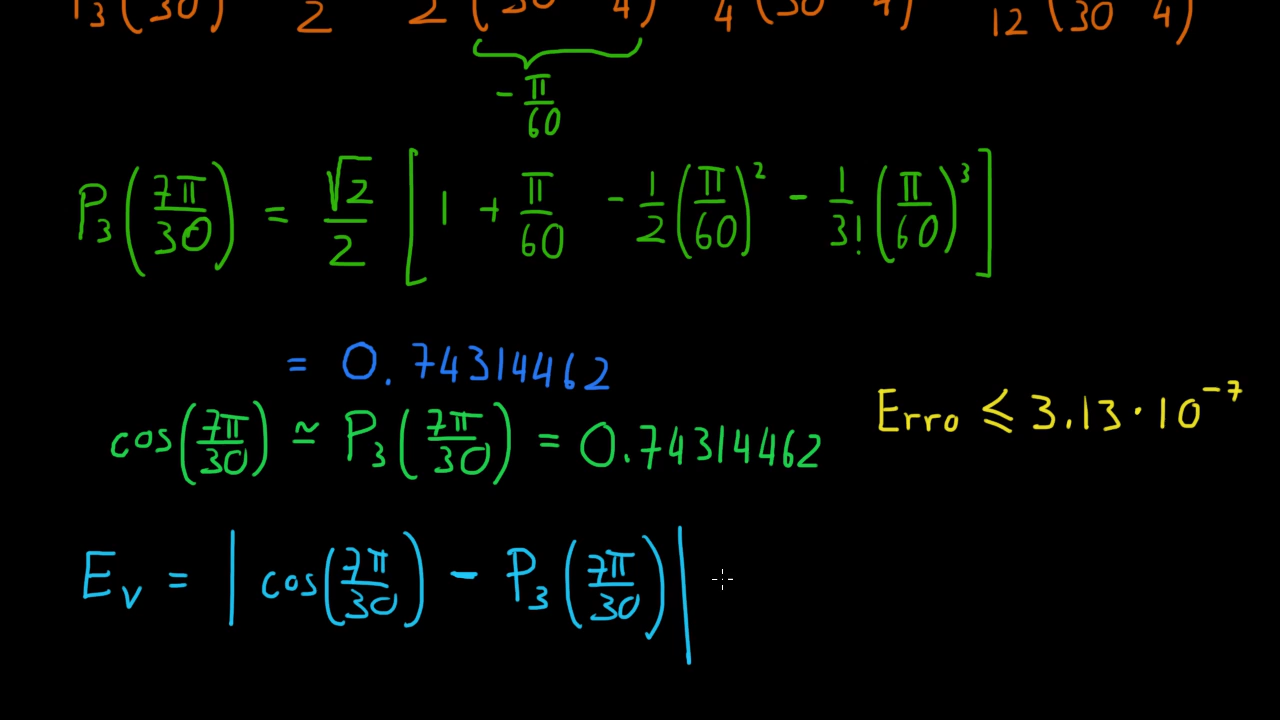 P₃(7π/30) = √2/2 [1 + π/60 - 1/2 (π/60)² - 1/3! (π/60)³]
-π/60
= 0.74314462
cos(7π/30) ≃ P₃(7π/30) = 0.74314462
Erro ⩽ 3.13·10⁻⁷
Eᵥ = | cos(7π/30) - P₃(7π/30) |